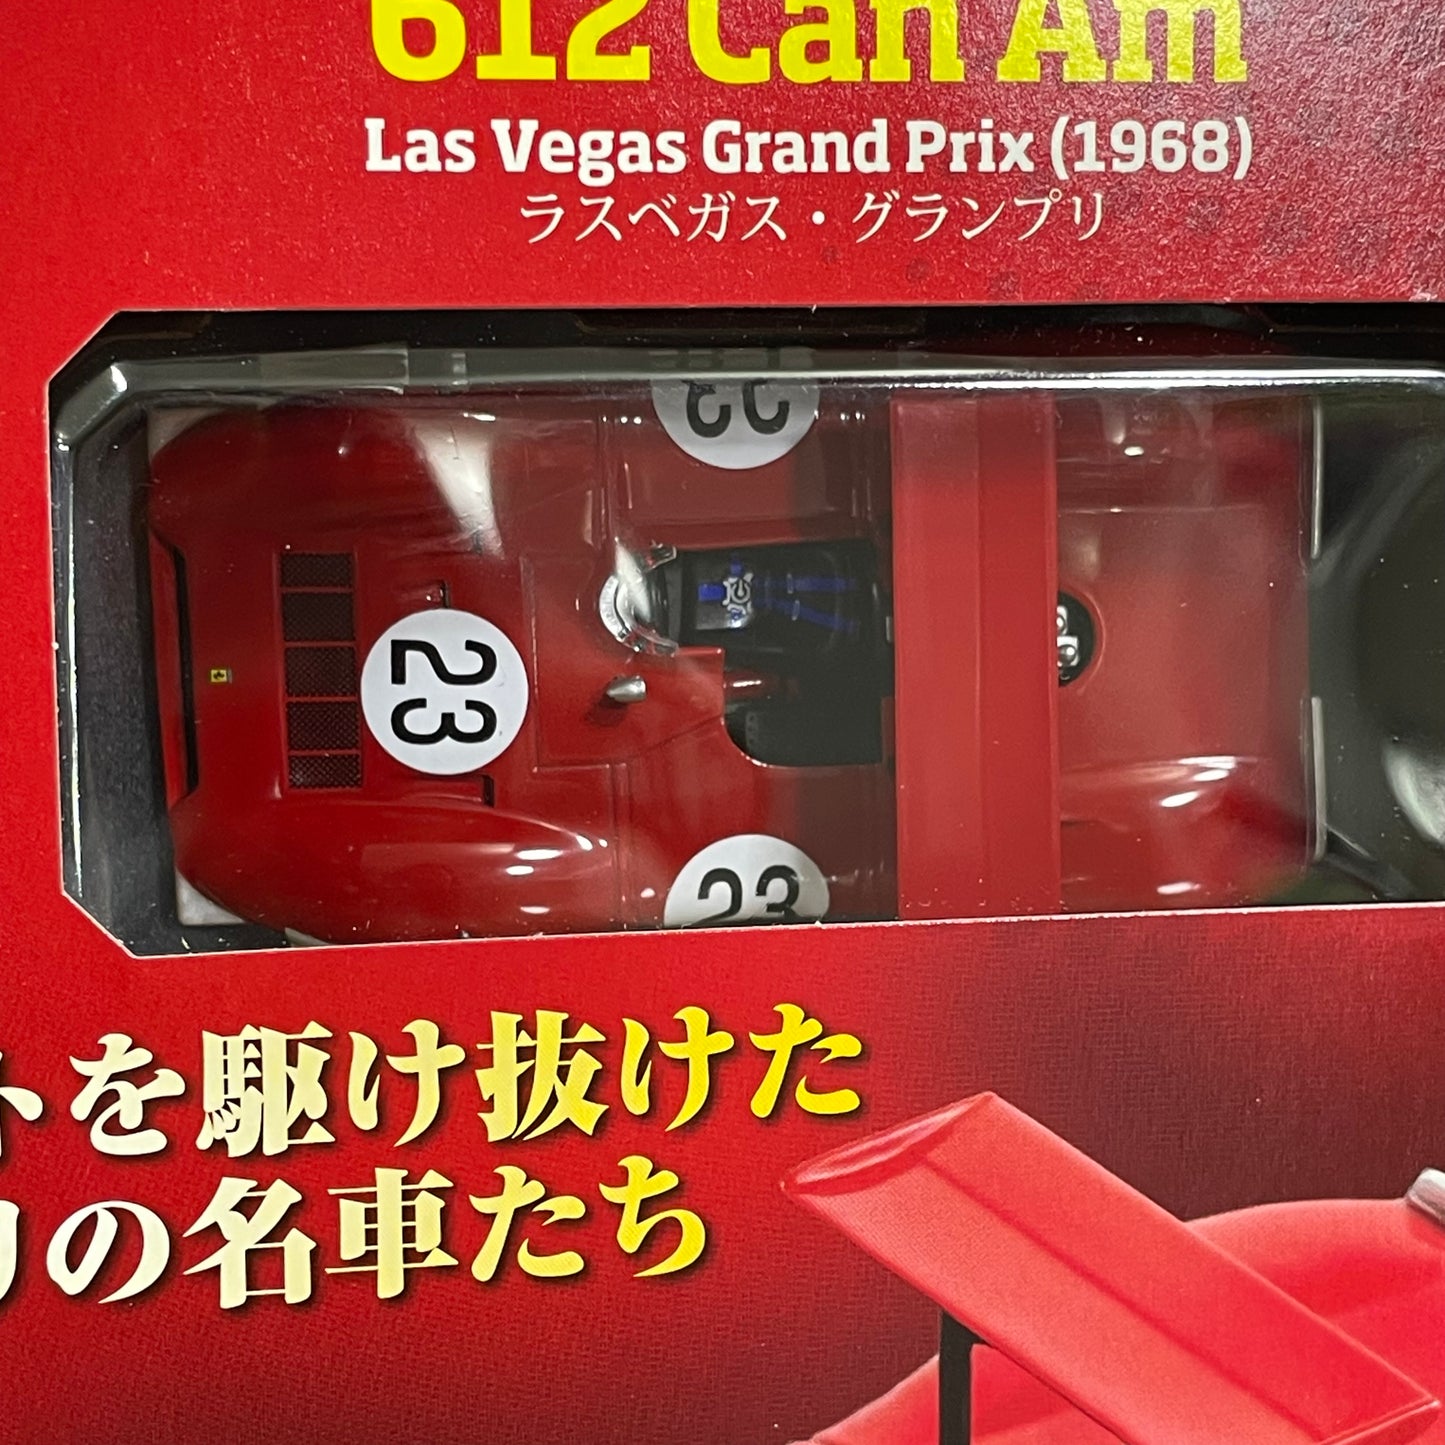 612 Can Am
Las Vegas Grand Prix (1968)
ラスベガス・グランプリ
23
23
23
トを駆け抜けた
リの名車たち